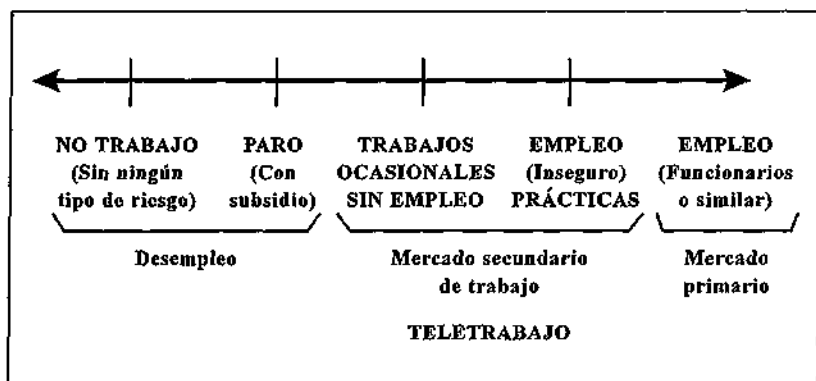 NO TRABAJO
(Sin ningún
tipo de riesgo)
PARO
(Con
subsidio)
TRABAJOS
OCASIONALES
SIN EMPLEO
EMPLEO
(Inseguro)
PRÁCTICAS
EMPLEO
(Funcionarios
o similar)
Desempleo
Mercado secundario
de trabajo
Mercado
primario
TELETRABAJO